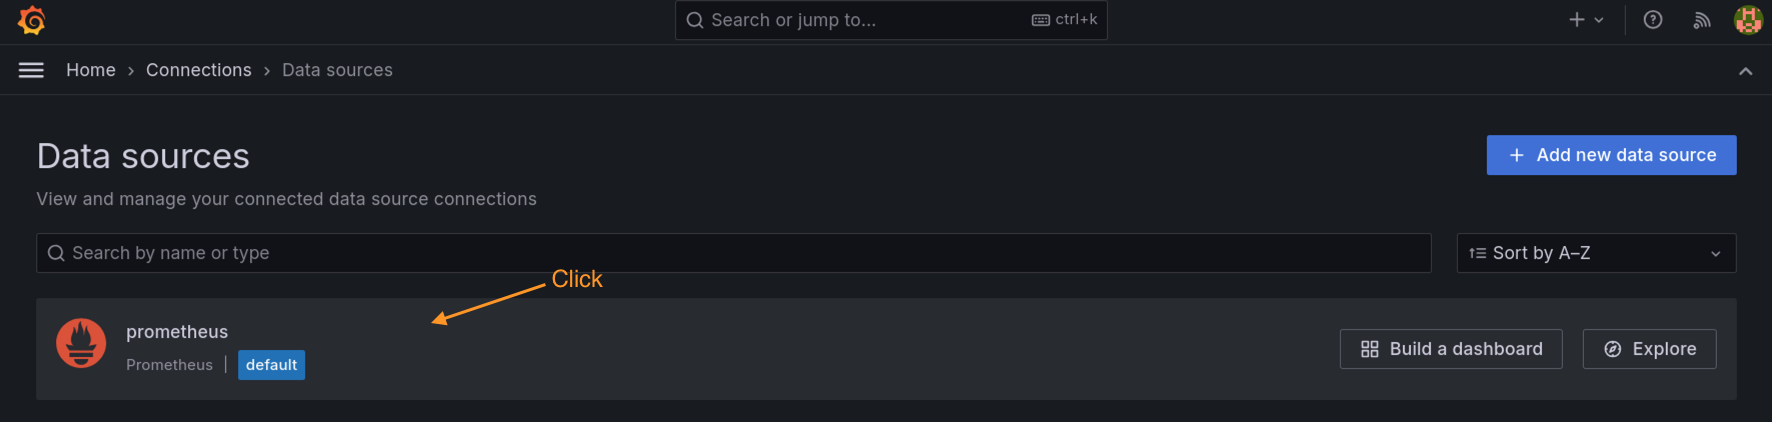 Search or jump to... ctrl+k
Home › Connections › Data sources
Data sources
Add new data source
View and manage your connected data source connections
Search by name or type
Sort by A–Z
Click
prometheus
Prometheus | default
Build a dashboard
Explore